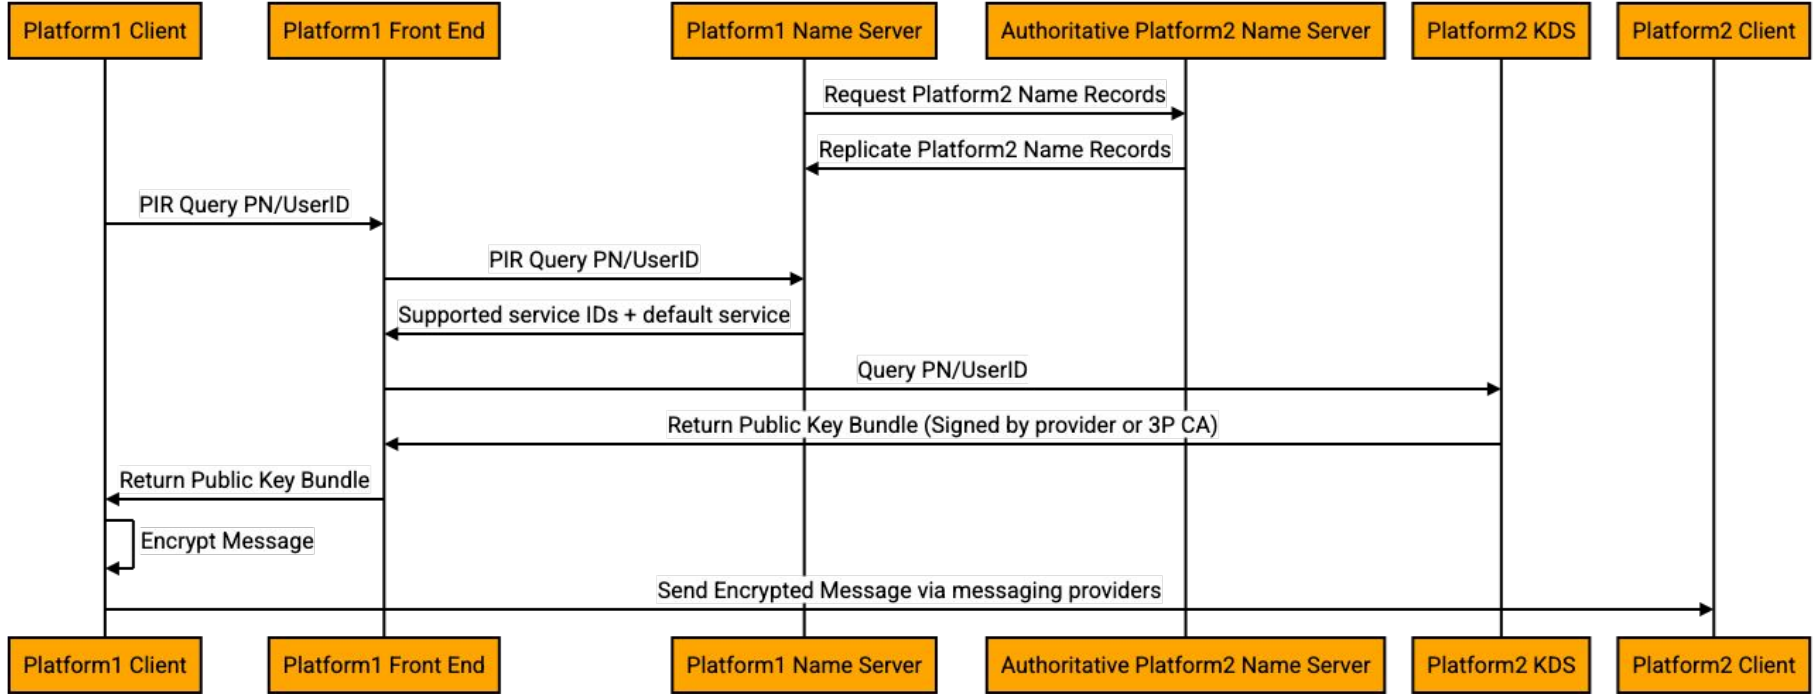 Platform1 Client
Platform1 Front End
Platform1 Name Server
Authoritative Platform2 Name Server
Platform2 KDS
Platform2 Client
Request Platform2 Name Records
Replicate Platform2 Name Records
PIR Query PN/UserID
PIR Query PN/UserID
Supported service IDs + default service
Query PN/UserID
Return Public Key Bundle (Signed by provider or 3P CA)
Return Public Key Bundle
Encrypt Message
Send Encrypted Message via messaging providers
Platform1 Client
Platform1 Front End
Platform1 Name Server
Authoritative Platform2 Name Server
Platform2 KDS
Platform2 Client